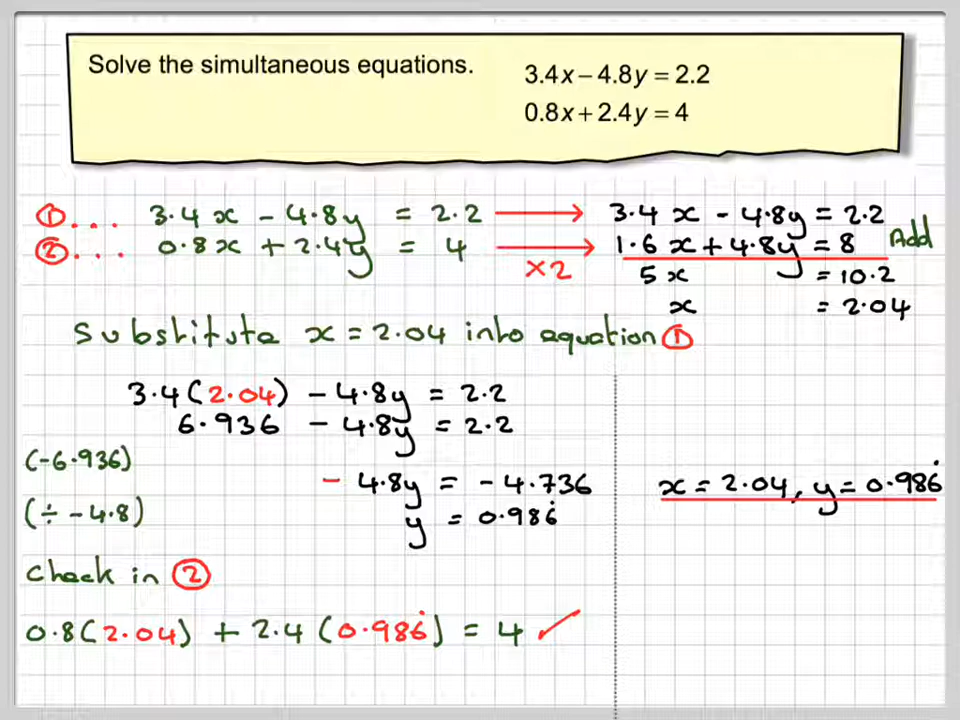 Solve the simultaneous equations.
3.4x – 4.8y = 2.2
0.8x + 2.4y = 4
①... 3.4x – 4.8y = 2.2 → 3.4x – 4.8y = 2.2
②... 0.8x + 2.4y = 4 → ×2 1.6x + 4.8y = 8 Add
5x = 10.2
x = 2.04
Substitute x = 2.04 into equation ①
3.4(2.04) – 4.8y = 2.2
6.936 – 4.8y = 2.2
(-6.936)
– 4.8y = – 4.736
(÷ – 4.8)
y = 0.986̇
x = 2.04, y = 0.986̇
Check in ②
0.8(2.04) + 2.4(0.986̇) = 4 ✓